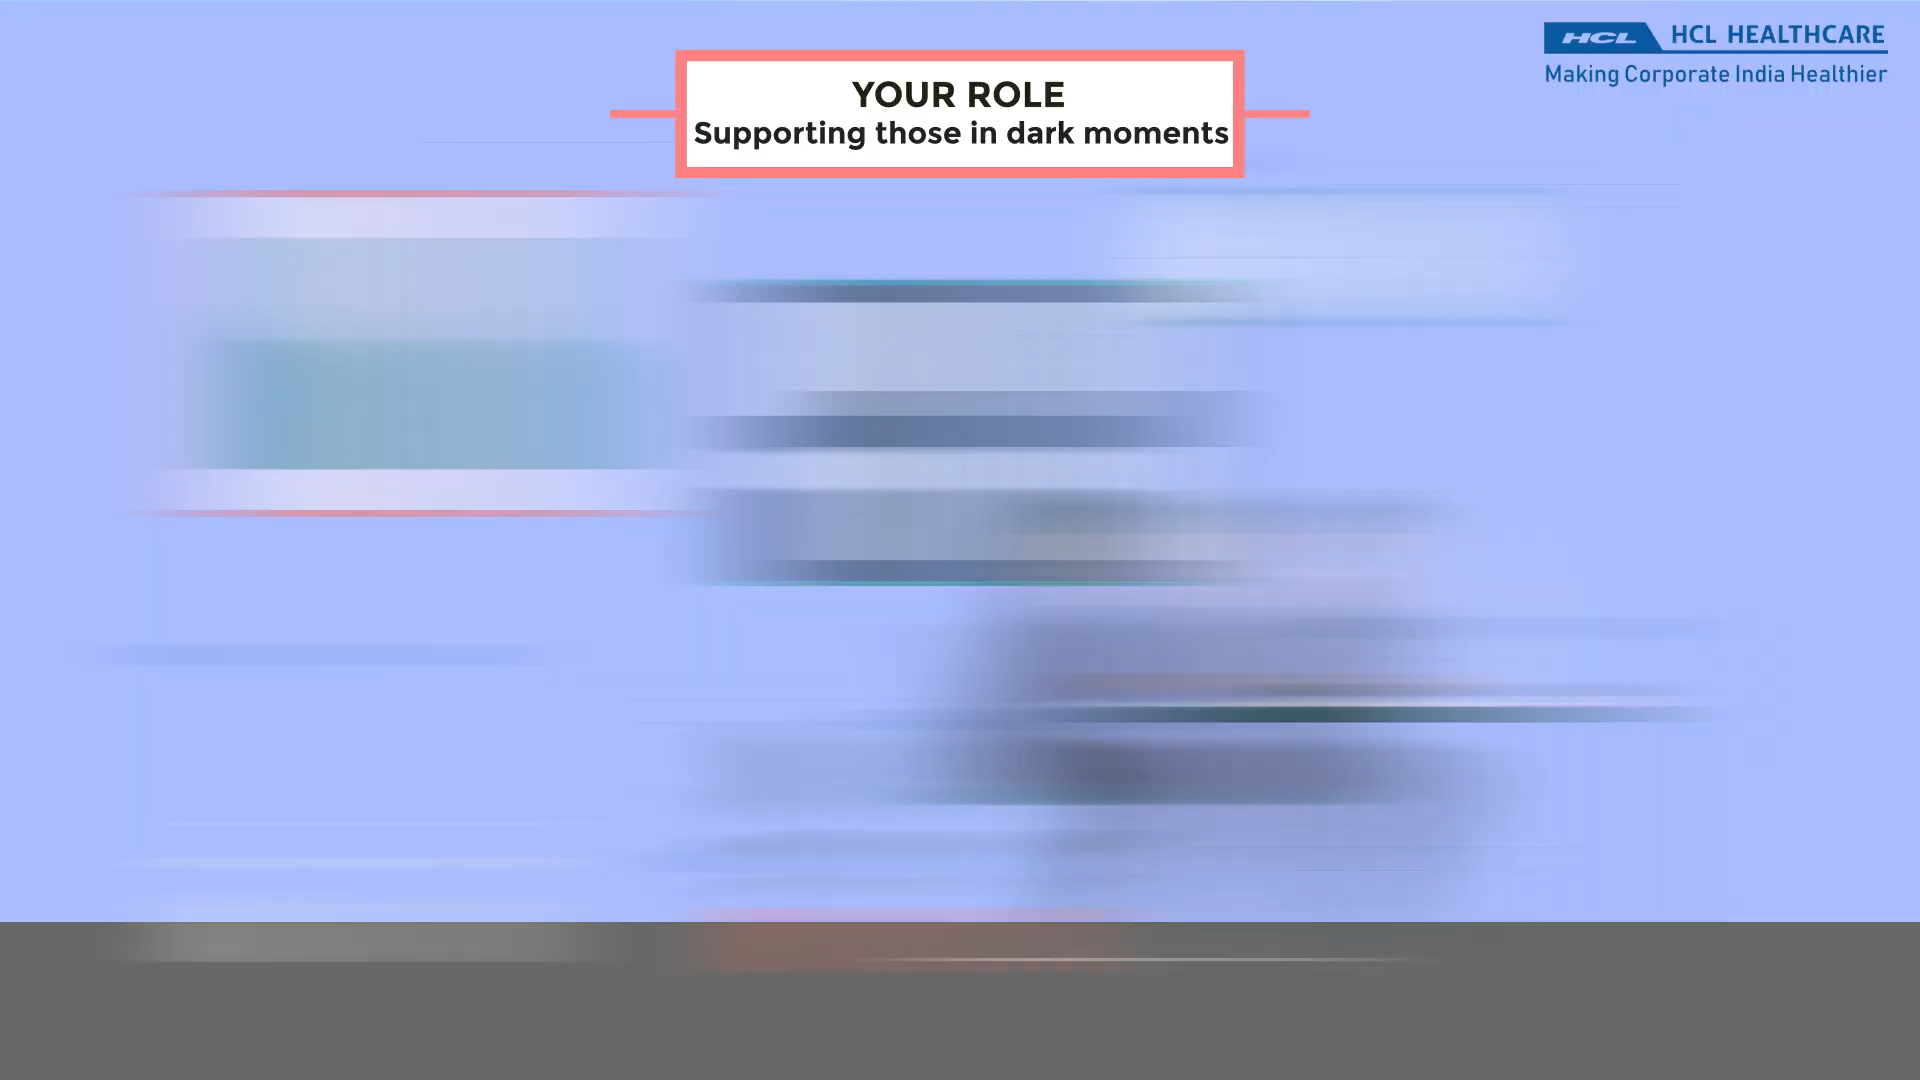 HCL HCL HEALTHCARE
Making Corporate India Healthier
YOUR ROLE
Supporting those in dark moments